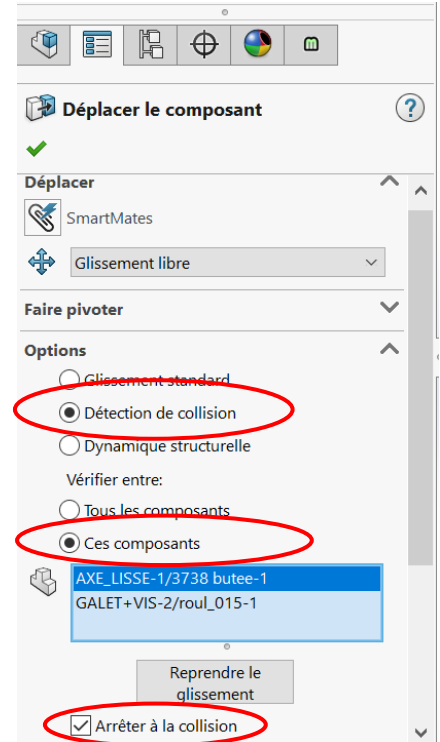 Déplacer le composant
?
Déplacer
SmartMates
Glissement libre
Faire pivoter
Options
Glissement standard
Détection de collision
Dynamique structurelle
Vérifier entre:
Tous les composants
Ces composants
AXE_LISSE-1/3738 butee-1
GALET+VIS-2/roul_015-1
Reprendre le
glissement
Arrêter à la collision